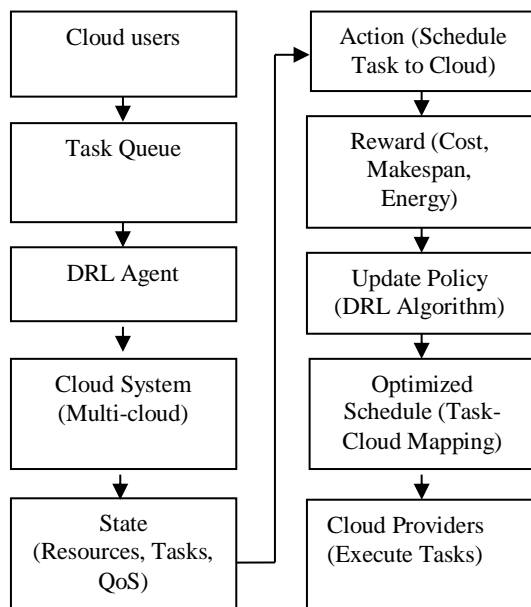 Cloud users
Task Queue
DRL Agent
Cloud System
(Multi-cloud)
State
(Resources, Tasks,
QoS)
Action (Schedule
Task to Cloud)
Reward (Cost,
Makespan,
Energy)
Update Policy
(DRL Algorithm)
Optimized
Schedule (Task-
Cloud Mapping)
Cloud Providers
(Execute Tasks)